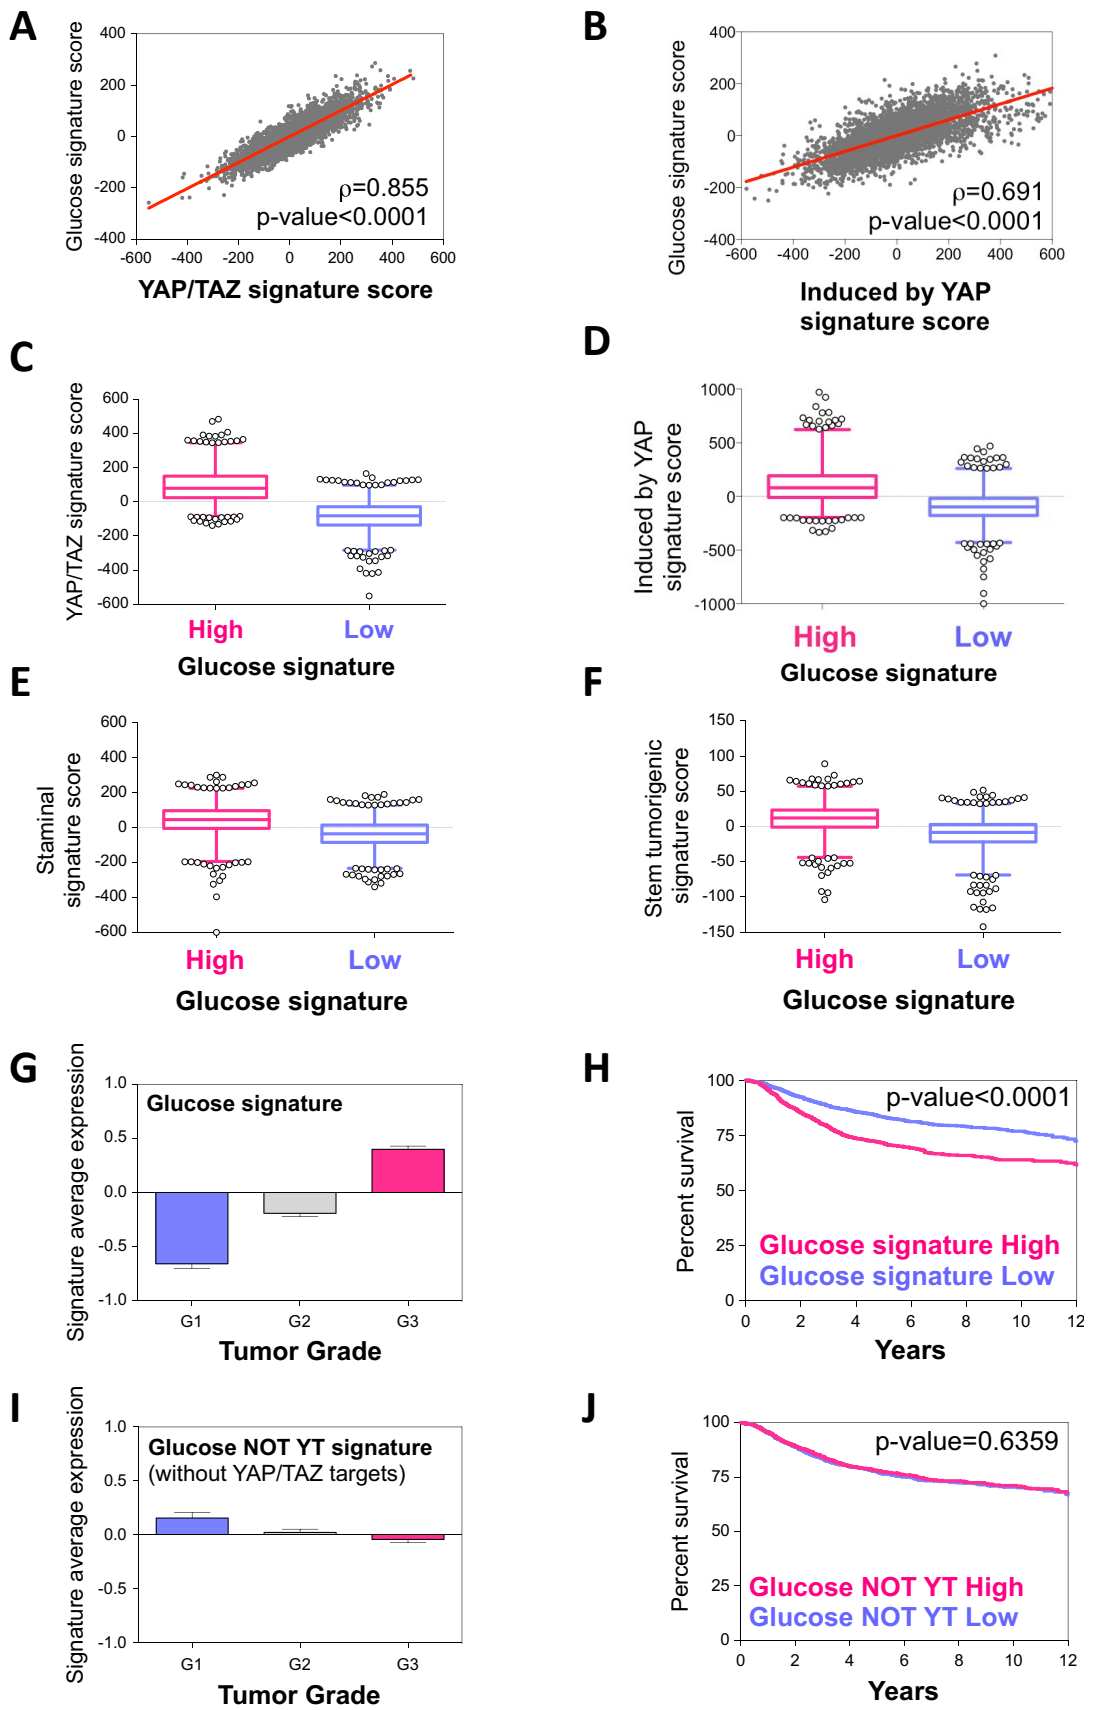 A
Glucose signature score
400
200
0
-200
-400
ρ=0.855
p-value<0.0001
-600 -400 -200 0 200 400 600
YAP/TAZ signature score
B
Glucose signature score
400
200
0
-200
-400
ρ=0.691
p-value<0.0001
-600 -400 -200 0 200 400 600
Induced by YAP
signature score
C
YAP/TAZ signature score
600
400
200
0
-200
-400
-600
High Low
Glucose signature
D
Induced by YAP
signature score
1000
500
0
-500
-1000
High Low
Glucose signature
E
Staminal
signature score
600
400
200
0
-200
-400
-600
High Low
Glucose signature
F
Stem tumorigenic
signature score
150
100
50
0
-50
-100
-150
High Low
Glucose signature
G
Signature average expression
1.0
0.5
0.0
-0.5
-1.0
Glucose signature
G1 G2 G3
Tumor Grade
H
Percent survival
100
75
50
25
0
p-value<0.0001
Glucose signature High
Glucose signature Low
0 2 4 6 8 10 12
Years
I
Signature average expression
1.0
0.5
0.0
-0.5
-1.0
Glucose NOT YT signature
(without YAP/TAZ targets)
G1 G2 G3
Tumor Grade
J
Percent survival
100
75
50
25
0
p-value=0.6359
Glucose NOT YT High
Glucose NOT YT Low
0 2 4 6 8 10 12
Years